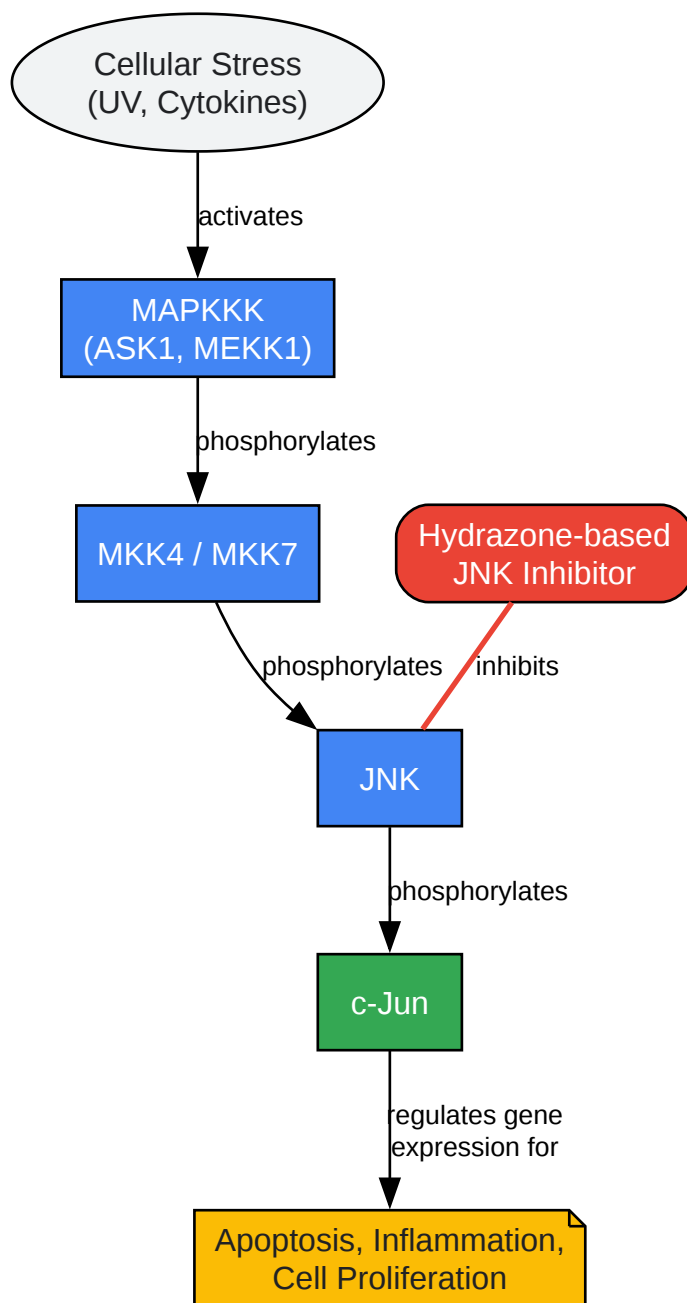 Cellular Stress
(UV, Cytokines)
activates
MAPKKK
(ASK1, MEKK1)
phosphorylates
MKK4 / MKK7
Hydrazone-based
JNK Inhibitor
phosphorylates
inhibits
JNK
phosphorylates
c-Jun
regulates gene
expression for
Apoptosis, Inflammation,
Cell Proliferation